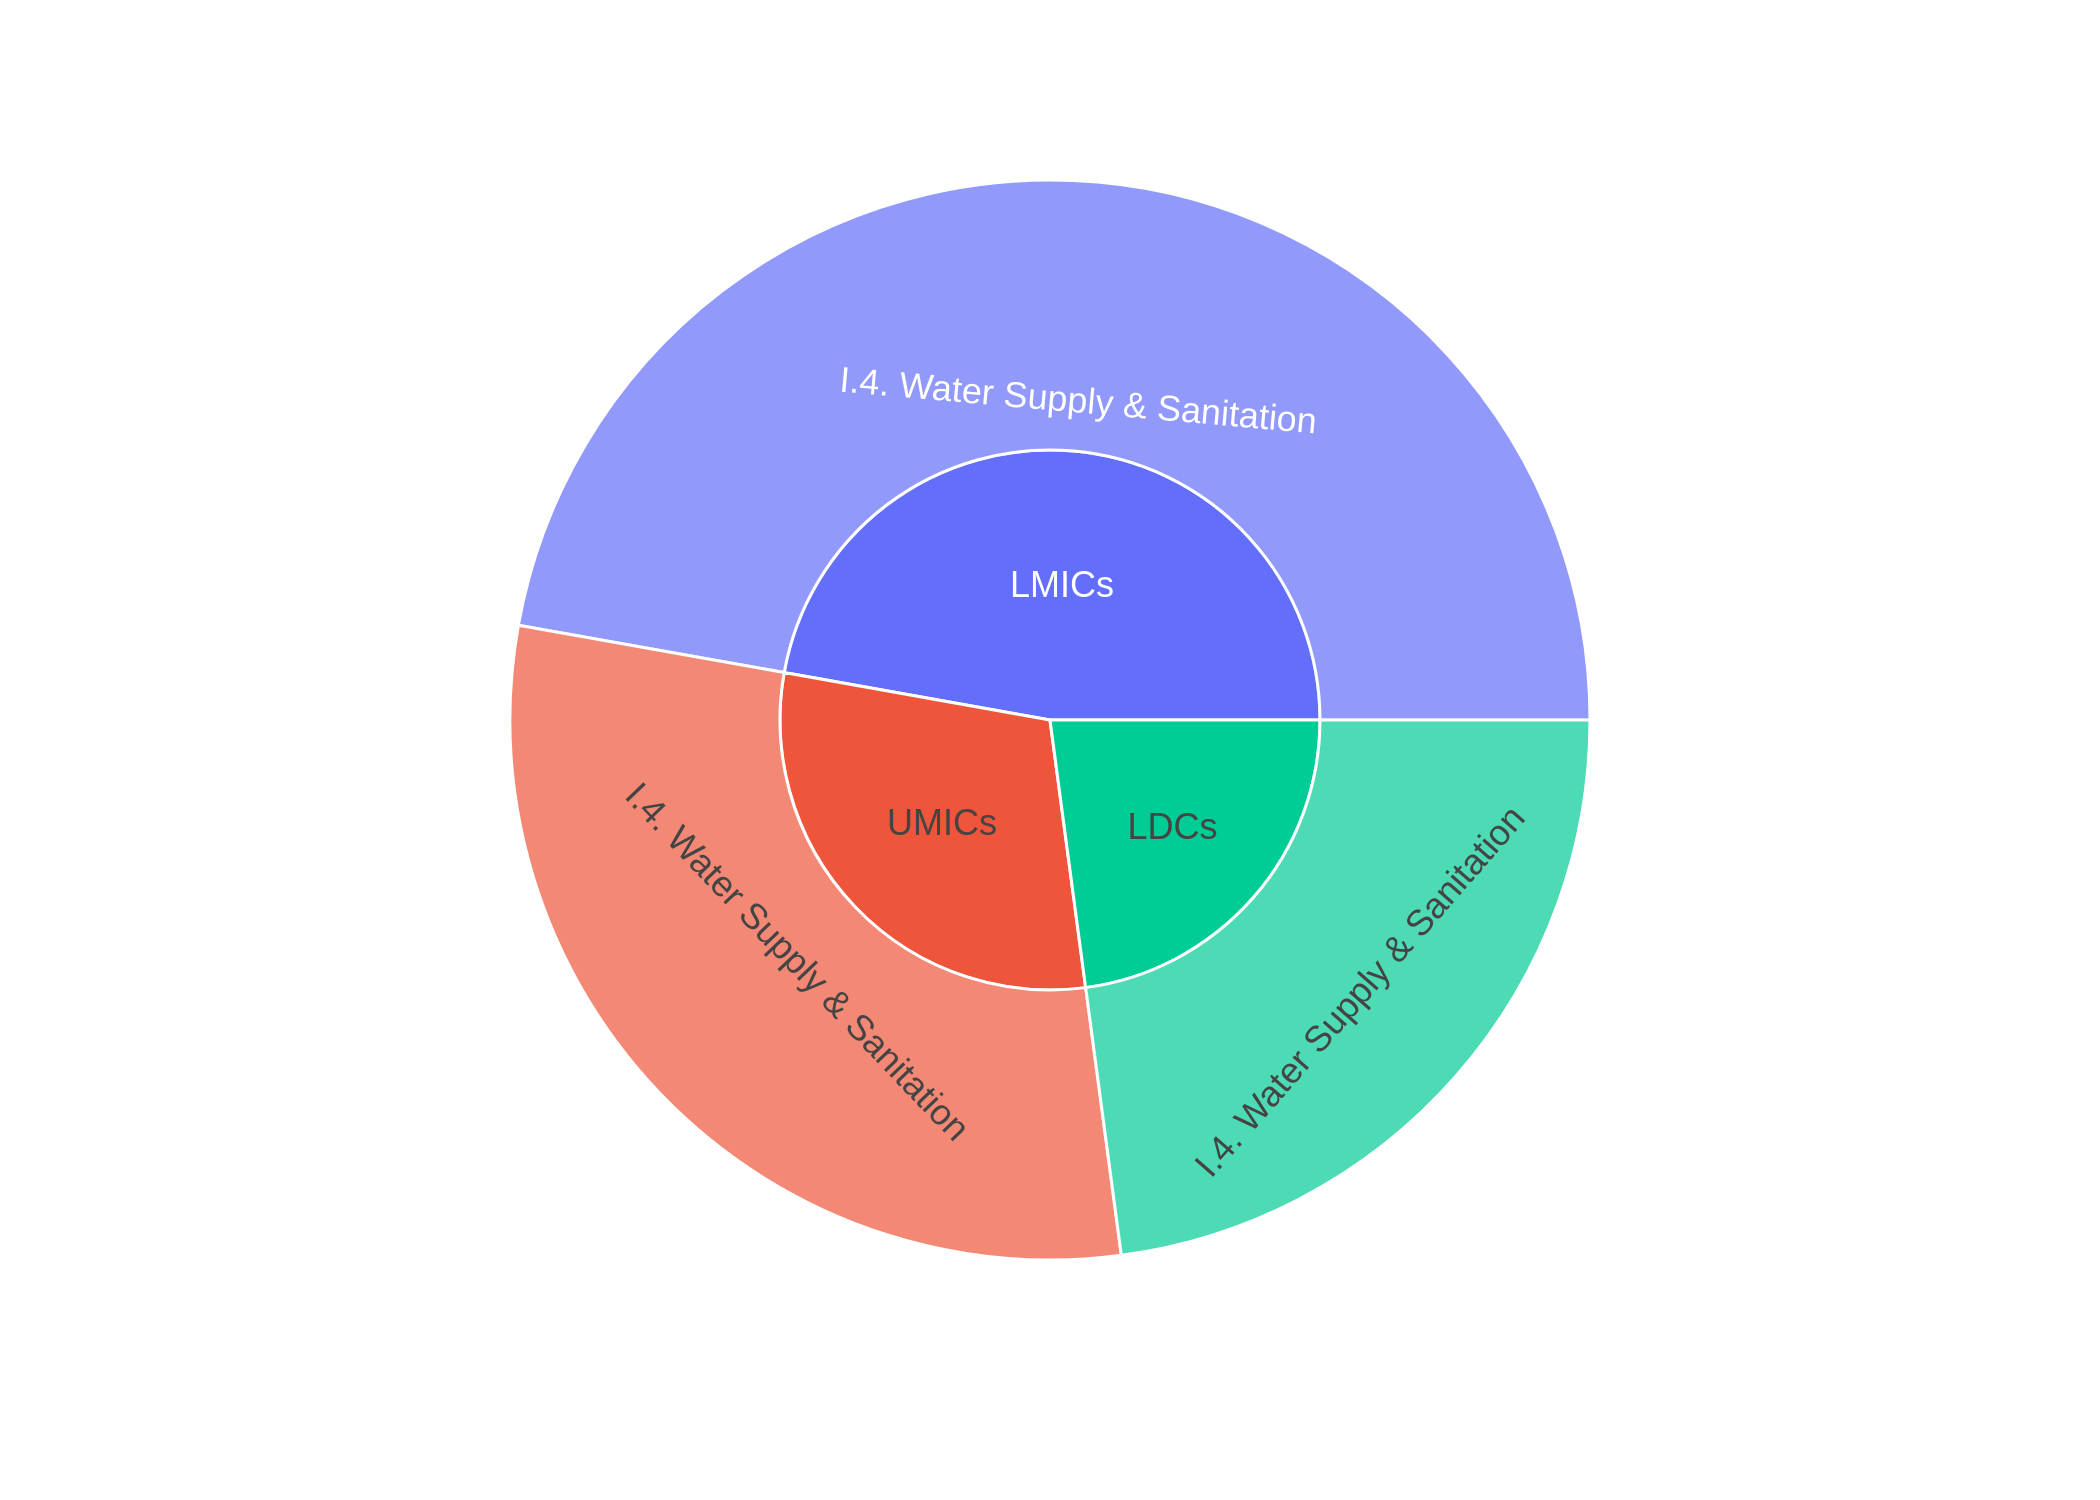 I.4. Water Supply & Sanitation
LMICs
UMICs
LDCs
I.4. Water Supply & Sanitation
I.4. Water Supply & Sanitation